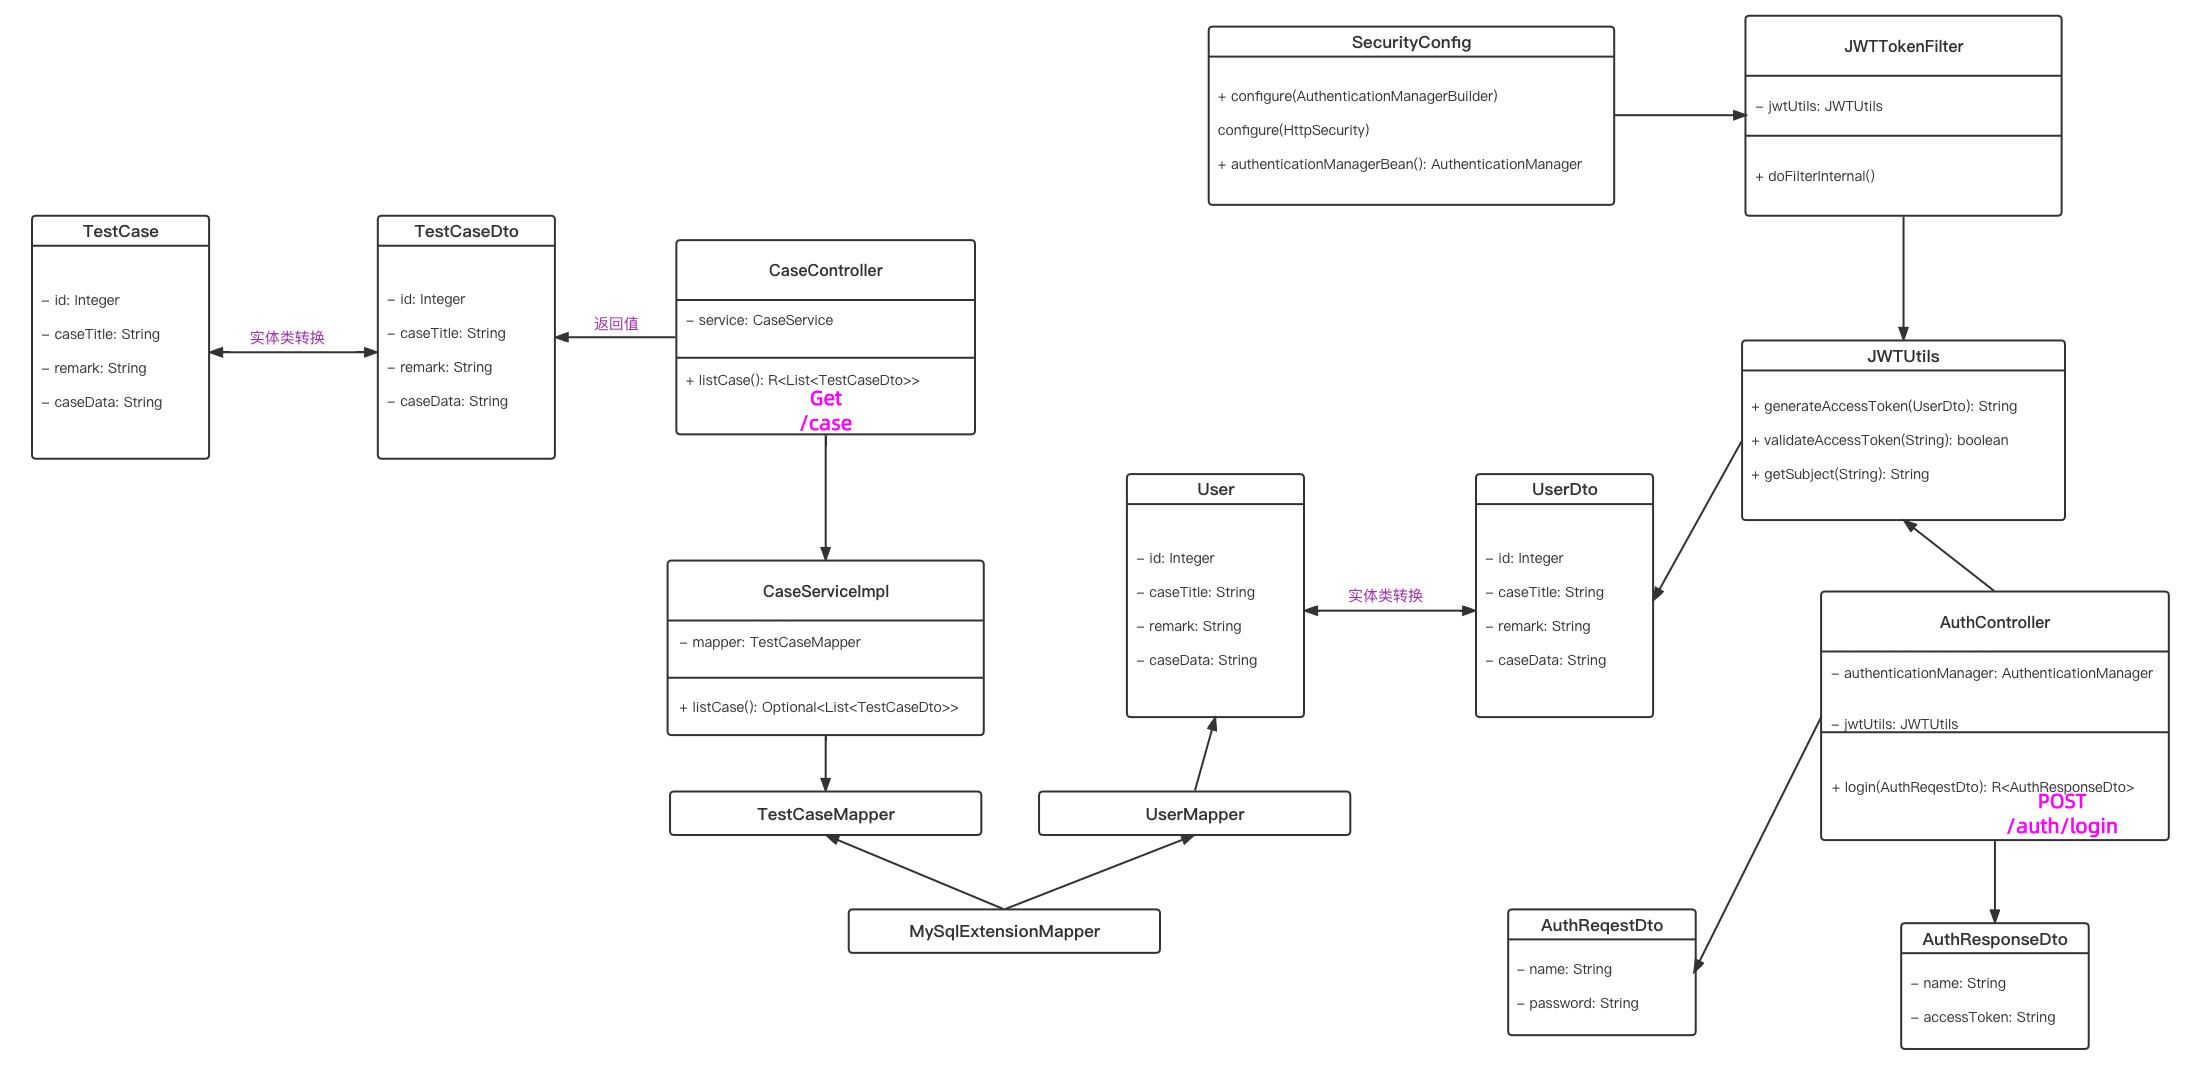 SecurityConfig
+ configure(AuthenticationManagerBuilder)
configure(HttpSecurity)
+ authenticationManagerBean(): AuthenticationManager
JWTTokenFilter
- jwtUtils: JWTUtils
+ doFilterInternal()
TestCase
- id: Integer
- caseTitle: String
- remark: String
- caseData: String
实体类转换
TestCaseDto
- id: Integer
- caseTitle: String
- remark: String
- caseData: String
返回值
CaseController
- service: CaseService
+ listCase(): R<List<TestCaseDto>>
Get
/case
JWTUtils
+ generateAccessToken(UserDto): String
+ validateAccessToken(String): boolean
+ getSubject(String): String
User
- id: Integer
- caseTitle: String
- remark: String
- caseData: String
实体类转换
UserDto
- id: Integer
- caseTitle: String
- remark: String
- caseData: String
CaseServiceImpl
- mapper: TestCaseMapper
+ listCase(): Optional<List<TestCaseDto>>
AuthController
- authenticationManager: AuthenticationManager
- jwtUtils: JWTUtils
+ login(AuthReqestDto): R<AuthResponseDto>
POST
/auth/login
TestCaseMapper
UserMapper
MySqlExtensionMapper
AuthReqestDto
- name: String
- password: String
AuthResponseDto
- name: String
- accessToken: String